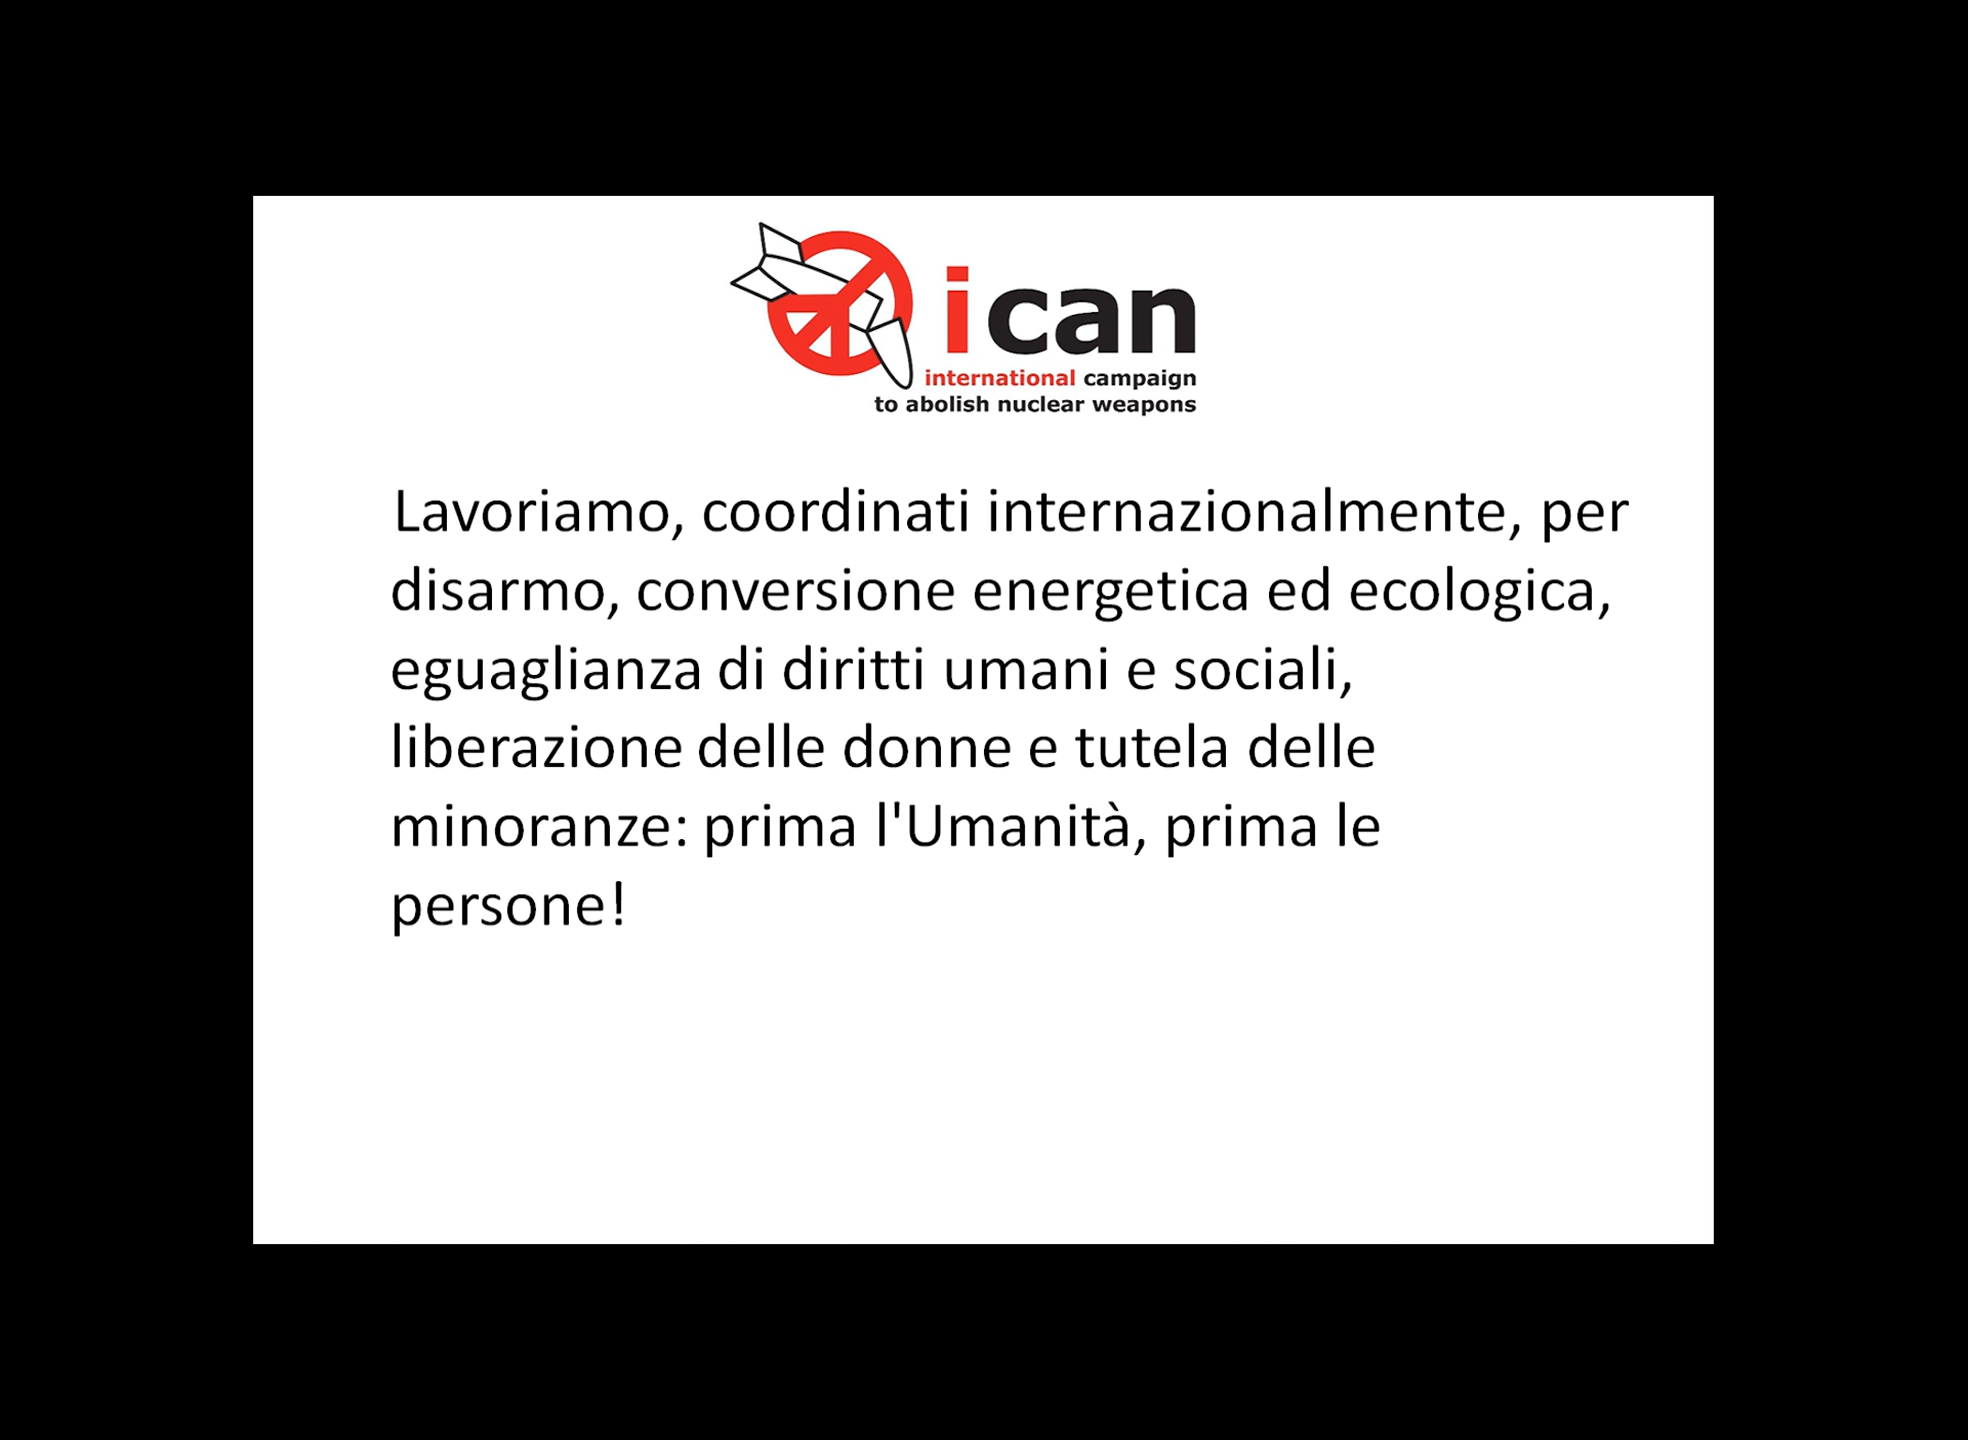 ican
international campaign
to abolish nuclear weapons
Lavoriamo, coordinati internazionalmente, per
disarmo, conversione energetica ed ecologica,
eguaglianza di diritti umani e sociali,
liberazione delle donne e tutela delle
minoranze: prima l'Umanità, prima le
persone!